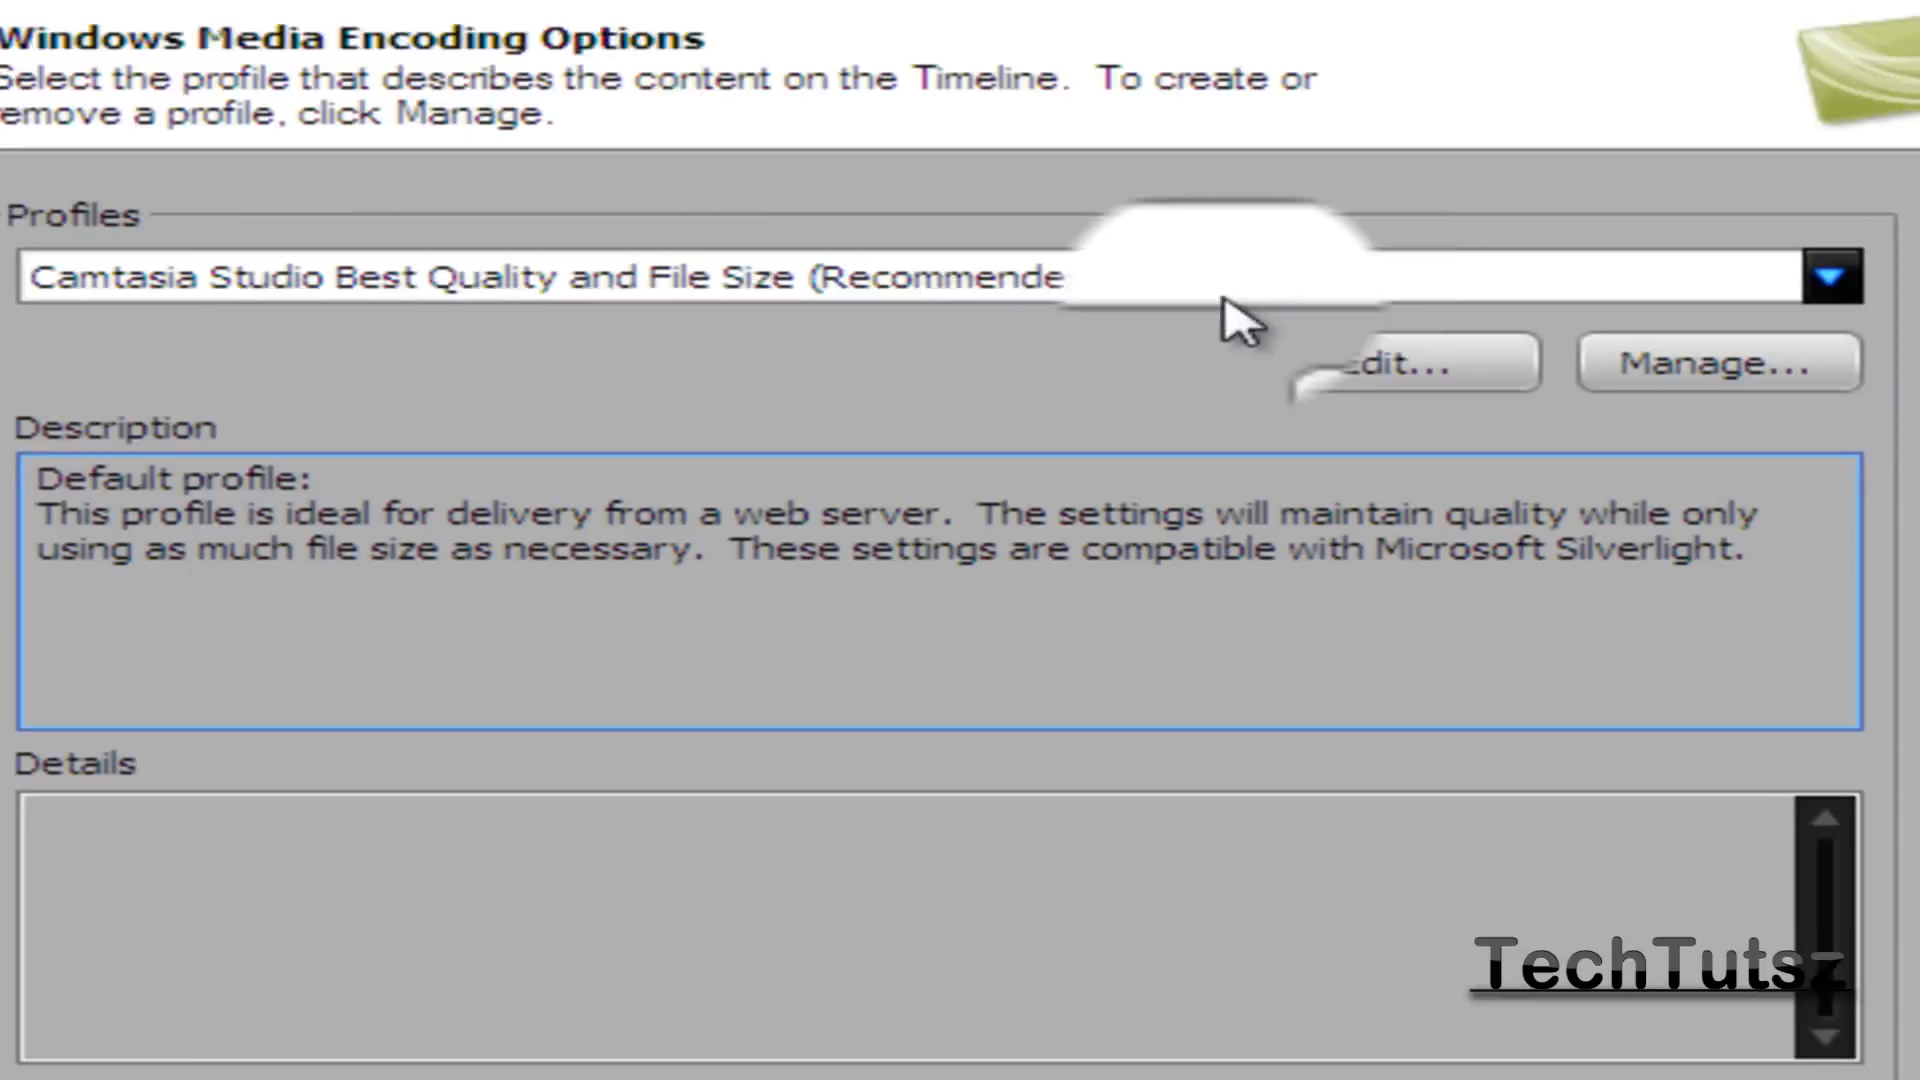 Windows Media Encoding Options
Select the profile that describes the content on the Timeline.  To create or
emove a profile, click Manage.
Profiles
Camtasia Studio Best Quality and File Size (Recommende
dit...
Manage...
Description
Default profile:
This profile is ideal for delivery from a web server.  The settings will maintain quality while only
using as much file size as necessary.  These settings are compatible with Microsoft Silverlight.
Details
TechTutsz